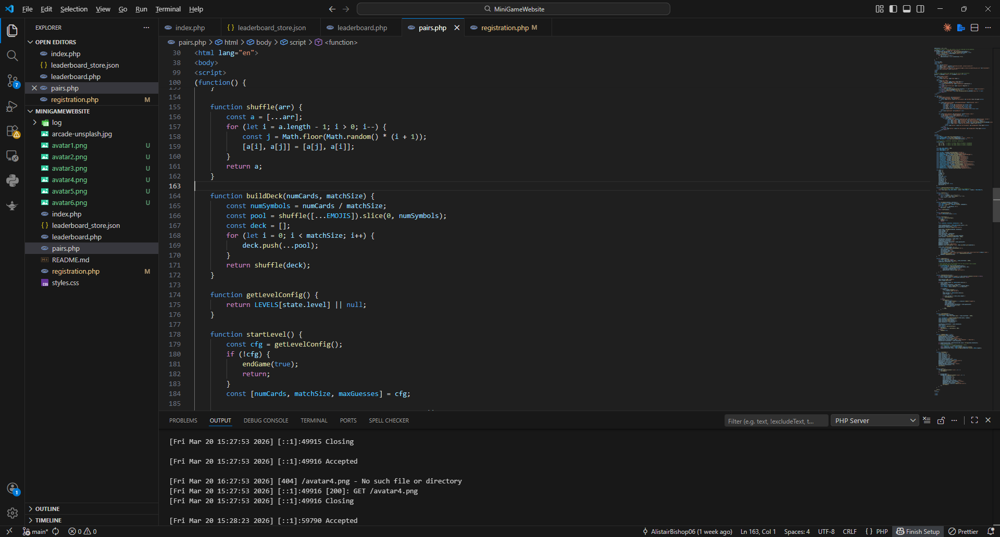 File Edit Selection View Go Run Terminal Help
MiniGameWebsite
EXPLORER
OPEN EDITORS
index.php
leaderboard_store.json
leaderboard.php
pairs.php
registration.php M
MINIGAMEWEBSITE
log
arcade-unsplash.jpg
avatar1.png U
avatar2.png U
avatar3.png U
avatar4.png U
avatar5.png U
avatar6.png U
index.php
{} leaderboard_store.json
leaderboard.php
pairs.php
README.md
registration.php M
styles.css
OUTLINE
TIMELINE
7
1
index.php {} leaderboard_store.json leaderboard.php pairs.php registration.php M
pairs.php > html > body > script > <function>
30 <html lang="en">
38 <body>
99 <script>
100 (function() {
153 }
154
155 function shuffle(arr) {
156 const a = [...arr];
157 for (let i = a.length - 1; i > 0; i--) {
158 const j = Math.floor(Math.random() * (i + 1));
159 [a[i], a[j]] = [a[j], a[i]];
160 }
161 return a;
162 }
163
164 function buildDeck(numCards, matchSize) {
165 const numSymbols = numCards / matchSize;
166 const pool = shuffle([...EMOJIS]).slice(0, numSymbols);
167 const deck = [];
168 for (let i = 0; i < matchSize; i++) {
169 deck.push(...pool);
170 }
171 return shuffle(deck);
172 }
173
174 function getLevelConfig() {
175 return LEVELS[state.level] || null;
176 }
177
178 function startLevel() {
179 const cfg = getLevelConfig();
180 if (!cfg) {
181 endGame(true);
182 return;
183 }
184 const [numCards, matchSize, maxGuesses] = cfg;
185
PROBLEMS OUTPUT DEBUG CONSOLE TERMINAL PORTS SPELL CHECKER
Filter (e.g. text, !excludeText, t...
PHP Server
[Fri Mar 20 15:27:53 2026] [::1]:49915 Closing
[Fri Mar 20 15:27:53 2026] [::1]:49916 Accepted
[Fri Mar 20 16:27:53 2026] [404] /avatar4.png - No such file or directory
[Fri Mar 20 15:27:53 2026] [::1]:49916 [200]: GET /avatar4.png
[Fri Mar 20 15:27:53 2026] [::1]:49916 Closing
[Fri Mar 20 15:28:23 2026] [::1]:59790 Accepted
main* 0 0 AlistairBishop06 (1 week ago) Ln 163, Col 1 Spaces: 4 UTF-8 CRLF {} PHP Finish Setup Prettier